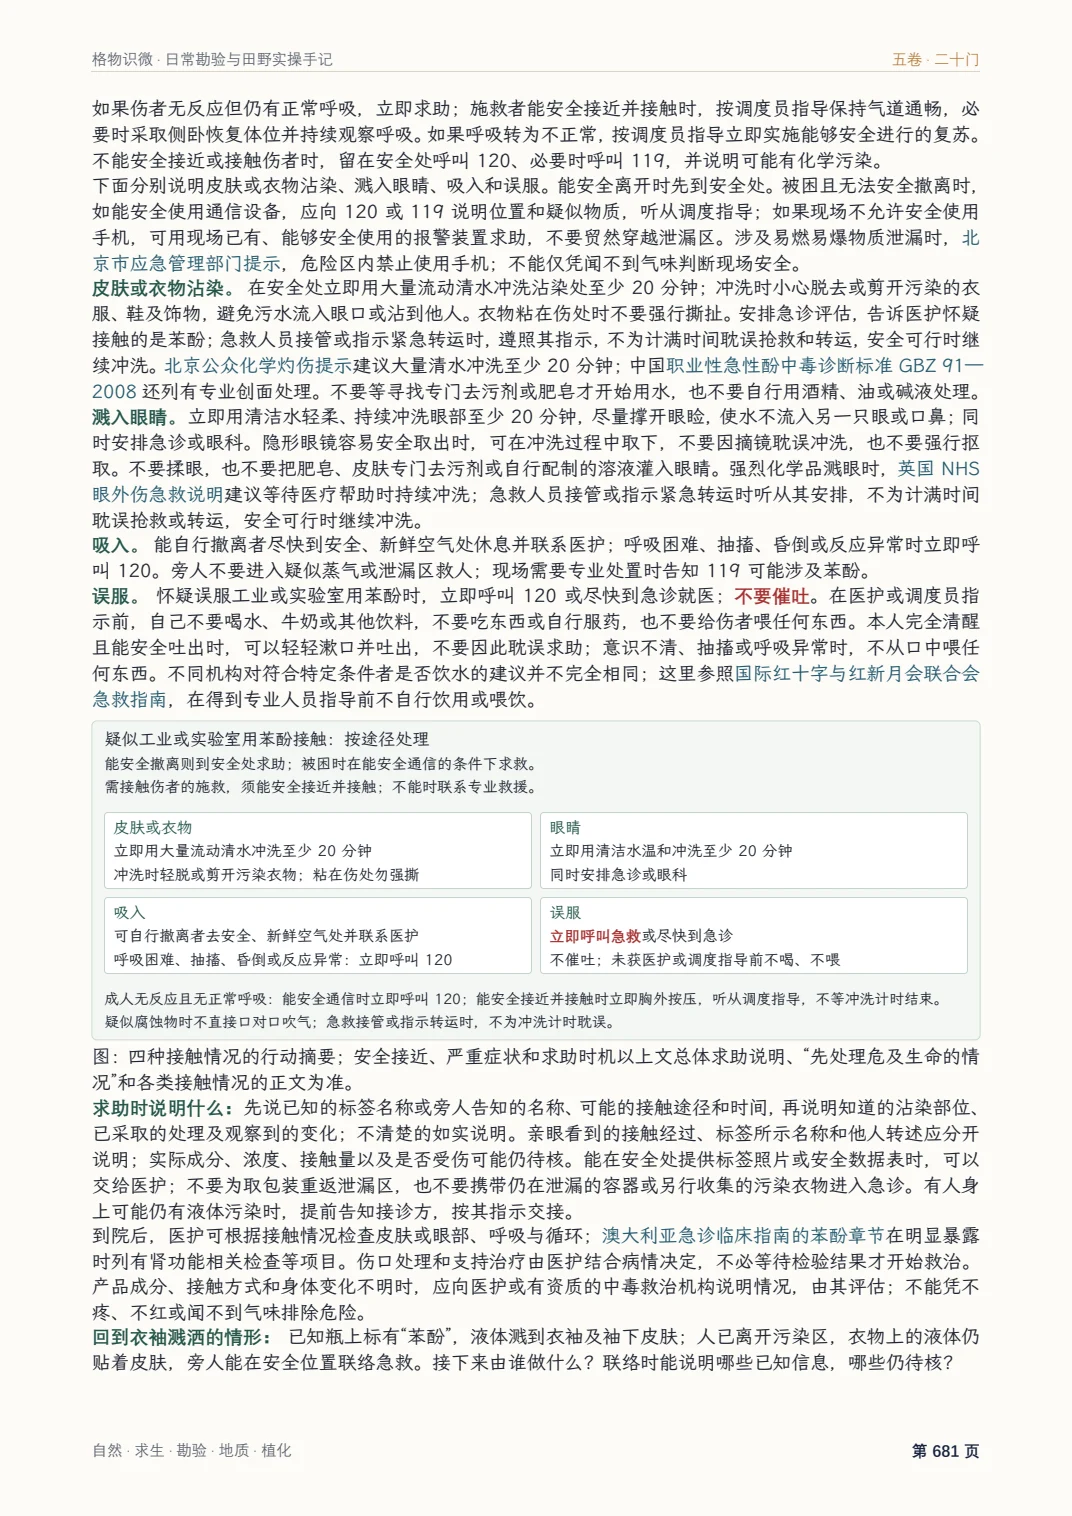 格物识微 · 日常勘验与田野实操手记
五卷 · 二十门
如果伤者无反应但仍有正常呼吸，立即求助；施救者能安全接近并接触时，按调度员指导保持气道通畅，必
要时采取侧卧恢复体位并持续观察呼吸。如果呼吸转为不正常，按调度员指导立即实施能够安全进行的复苏。
不能安全接近或接触伤者时，留在安全处呼叫 120、必要时呼叫 119，并说明可能有化学污染。
下面分别说明皮肤或衣物沾染、溅入眼睛、吸入和误服。能安全离开时先到安全处。被困且无法安全撤离时，
如能安全使用通信设备，应向 120 或 119 说明位置和疑似物质，听从调度指导；如果现场不允许安全使用
手机，可用现场已有、能够安全使用的报警装置求助，不要贸然穿越泄漏区。涉及易燃易爆物质泄漏时，北
京市应急管理部门提示，危险区内禁止使用手机；不能仅凭闻不到气味判断现场安全。
皮肤或衣物沾染。 在安全处立即用大量流动清水冲洗沾染处至少 20 分钟；冲洗时小心脱去或剪开污染的衣
服、鞋及饰物，避免污水流入眼口或沾到他人。衣物粘在伤处时不要强行撕扯。安排急诊评估，告诉医护怀疑
接触的是苯酚；急救人员接管或指示紧急转运时，遵照其指示，不为计满时间耽误抢救和转运，安全可行时继
续冲洗。北京公众化学灼伤提示建议大量清水冲洗至少 20 分钟；中国职业性急性酚中毒诊断标准 GBZ 91—
2008 还列有专业创面处理。不要等寻找专门去污剂或肥皂才开始用水，也不要自行用酒精、油或碱液处理。
溅入眼睛。 立即用清洁水轻柔、持续冲洗眼部至少 20 分钟，尽量撑开眼睑，使水不流入另一只眼或口鼻；同
时安排急诊或眼科。隐形眼镜容易安全取出时，可在冲洗过程中取下，不要因摘镜耽误冲洗，也不要强行抠
取。不要揉眼，也不要把肥皂、皮肤专门去污剂或自行配制的溶液灌入眼睛。强烈化学品溅眼时，英国 NHS
眼外伤急救说明建议等待医疗帮助时持续冲洗；急救人员接管或指示紧急转运时听从其安排，不为计满时间
耽误抢救或转运，安全可行时继续冲洗。
吸入。 能自行撤离者尽快到安全、新鲜空气处休息并联系医护；呼吸困难、抽搐、昏倒或反应异常时立即呼
叫 120。旁人不要进入疑似蒸气或泄漏区救人；现场需要专业处置时告知 119 可能涉及苯酚。
误服。 怀疑误服工业或实验室用苯酚时，立即呼叫 120 或尽快到急诊就医；不要催吐。在医护或调度员指
示前，自己不要喝水、牛奶或其他饮料，不要吃东西或自行服药，也不要给伤者喂任何东西。本人完全清醒
且能安全吐出时，可以轻轻漱口并吐出，不要因此耽误求助；意识不清、抽搐或呼吸异常时，不从口中喂任
何东西。不同机构对符合特定条件者是否饮水的建议并不完全相同；这里参照国际红十字与红新月会联合会
急救指南，在得到专业人员指导前不自行饮用或喂饮。
疑似工业或实验室用苯酚接触：按途径处理
能安全撤离则到安全处求助；被困时在能安全通信的条件下求救。
需接触伤者的施救，须能安全接近并接触；不能时联系专业救援。
皮肤或衣物
立即用大量流动清水冲洗至少 20 分钟
冲洗时轻脱或剪开污染衣物；粘在伤处勿强撕
眼睛
立即用清洁水温和冲洗至少 20 分钟
同时安排急诊或眼科
吸入
可自行撤离者去安全、新鲜空气处并联系医护
呼吸困难、抽搐、昏倒或反应异常：立即呼叫 120
误服
立即呼叫急救或尽快到急诊
不催吐；未获医护或调度指导前不喝、不喂
成人无反应且无正常呼吸：能安全通信时立即呼叫 120；能安全接近并接触时立即胸外按压，听从调度指导，不等冲洗计时结束。
疑似腐蚀物时不直接口对口吹气；急救接管或指示转运时，不为冲洗计时耽误。
图：四种接触情况的行动摘要；安全接近、严重症状和求助时机以上文总体求助说明、“先处理危及生命的情
况”和各类接触情况的正文为准。
求助时说明什么：先说已知的标签名称或旁人告知的名称、可能的接触途径和时间，再说明知道的沾染部位、
已采取的处理及观察到的变化；不清楚的如实说明。亲眼看到的接触经过、标签所示名称和他人转述应分开
说明；实际成分、浓度、接触量以及是否受伤可能仍待核。能在安全处提供标签照片或安全数据表时，可以
交给医护；不要为取包装重返泄漏区，也不要携带仍在泄漏的容器或另行收集的污染衣物进入急诊。有人身
上可能仍有液体污染时，提前告知接诊方，按其指示交接。
到院后，医护可根据接触情况检查皮肤或眼部、呼吸与循环；澳大利亚急诊临床指南的苯酚章节在明显暴露
时列有肾功能相关检查等项目。伤口处理和支持治疗由医护结合病情决定，不必等待检验结果才开始救治。
产品成分、接触方式和身体变化不明时，应向医护或有资质的中毒救治机构说明情况，由其评估；不能凭不
疼、不红或闻不到气味排除危险。
回到衣袖溅洒的情形： 已知瓶上标有“苯酚”，液体溅到衣袖及袖下皮肤；人已离开污染区，衣物上的液体仍
贴着皮肤，旁人能在安全位置联络急救。接下来由谁做什么？联络时能说明哪些已知信息，哪些仍待核？
自然 · 求生 · 勘验 · 地质 · 植化
第 681 页